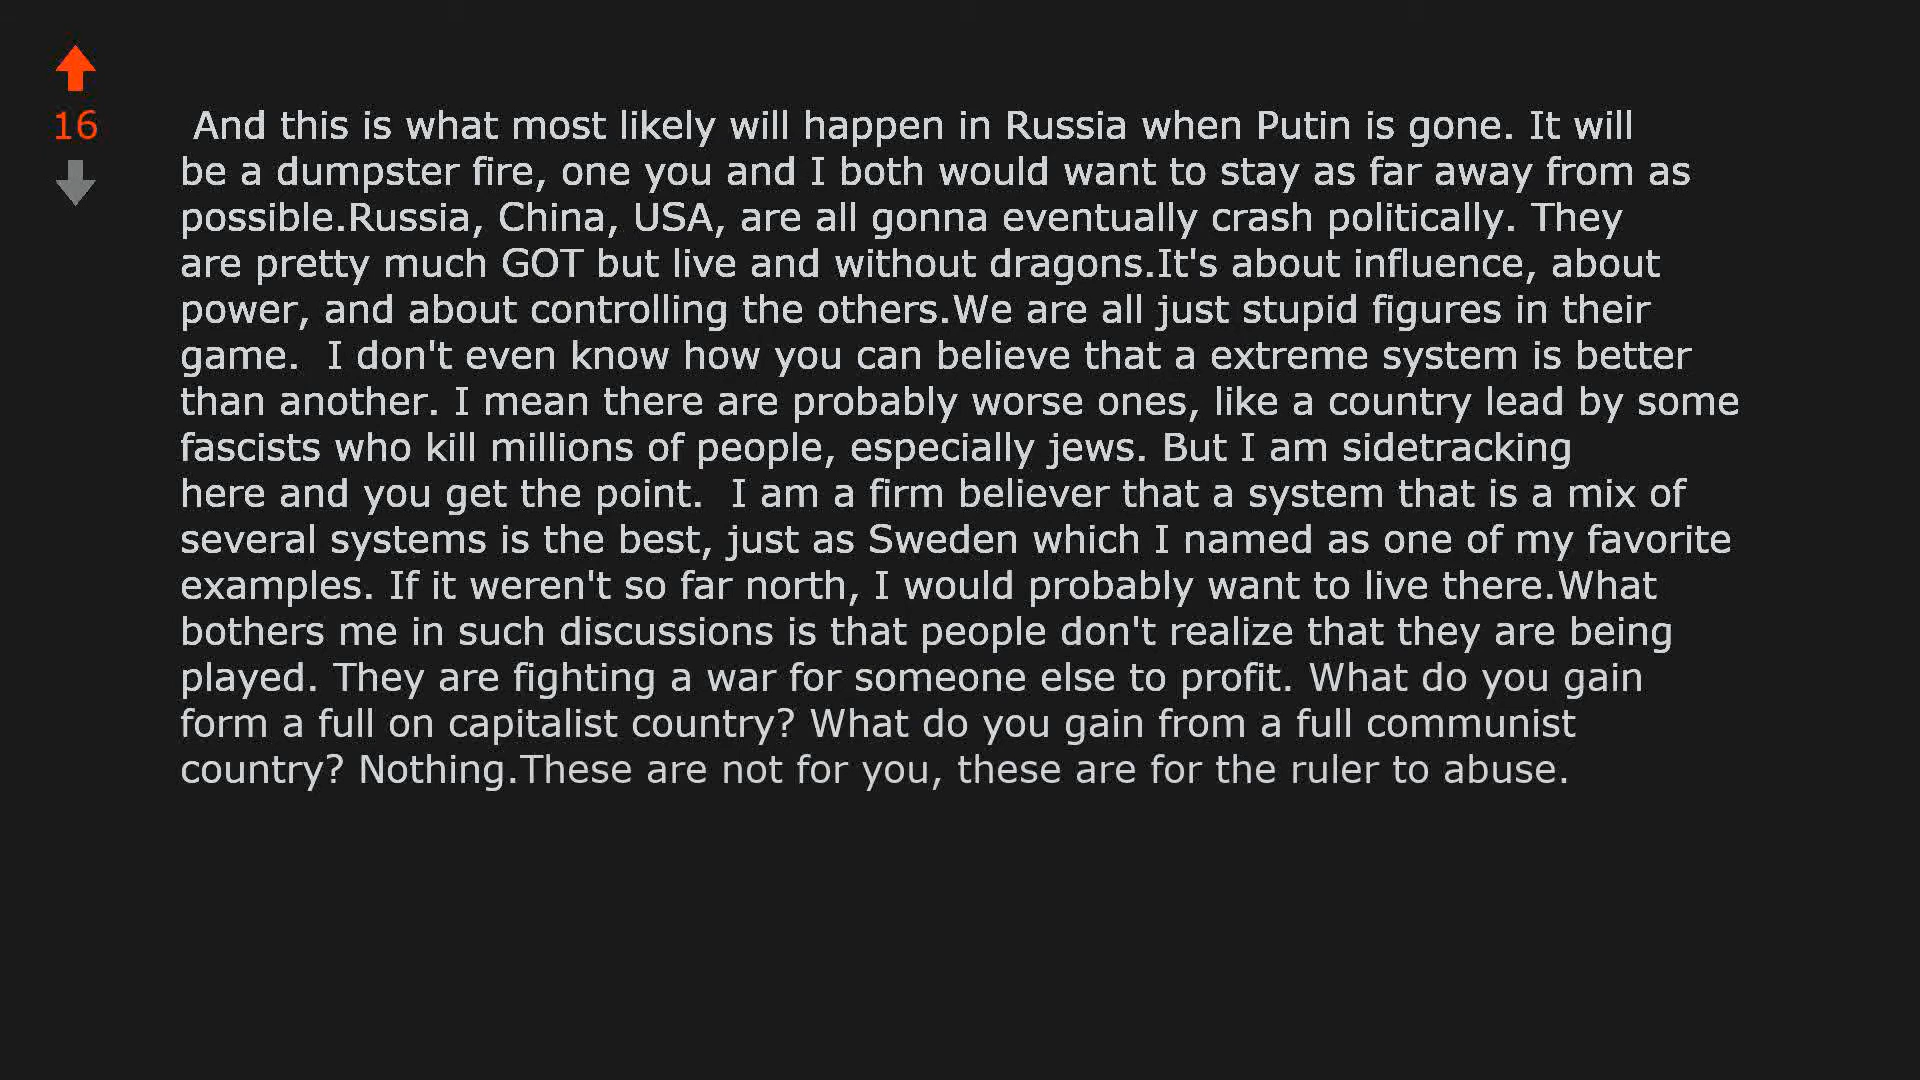 16
And this is what most likely will happen in Russia when Putin is gone. It will
be a dumpster fire, one you and I both would want to stay as far away from as
possible.Russia, China, USA, are all gonna eventually crash politically. They
are pretty much GOT but live and without dragons.It's about influence, about
power, and about controlling the others.We are all just stupid figures in their
game.  I don't even know how you can believe that a extreme system is better
than another. I mean there are probably worse ones, like a country lead by some
fascists who kill millions of people, especially jews. But I am sidetracking
here and you get the point.  I am a firm believer that a system that is a mix of
several systems is the best, just as Sweden which I named as one of my favorite
examples. If it weren't so far north, I would probably want to live there.What
bothers me in such discussions is that people don't realize that they are being
played. They are fighting a war for someone else to profit. What do you gain
form a full on capitalist country? What do you gain from a full communist
country? Nothing.These are not for you, these are for the ruler to abuse.